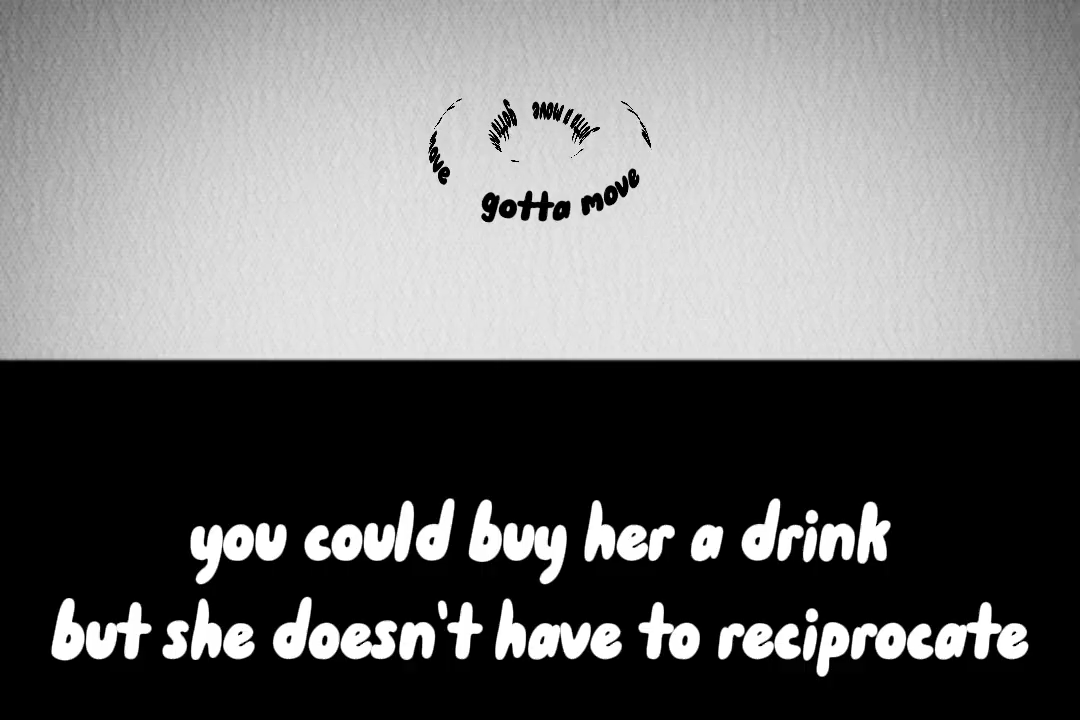 gotta move
you could buy her a drink
but she doesn't have to reciprocate